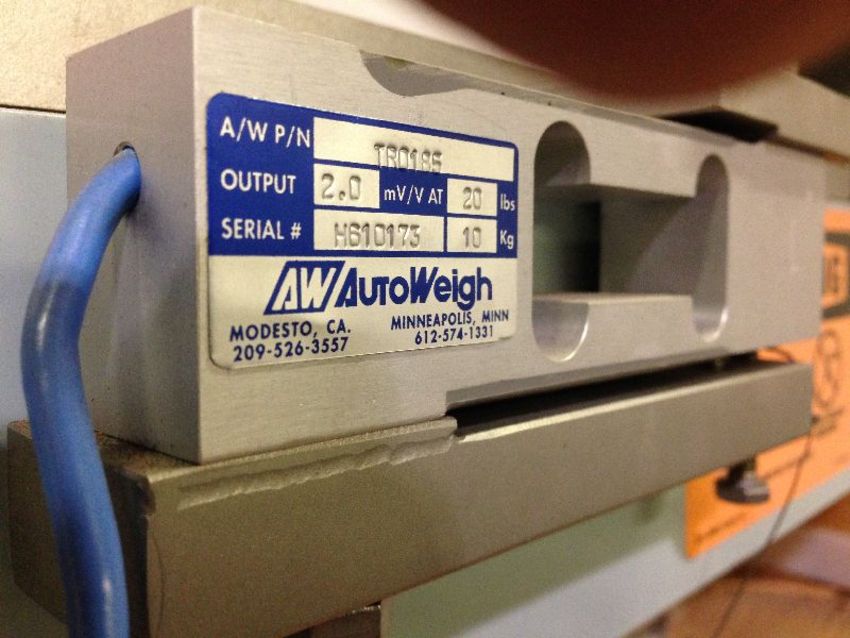 A/W P/N TR0185
OUTPUT 2.0 mV/V AT 20 lbs
SERIAL # H610173 10 Kg
AW AutoWeigh
MODESTO, CA. MINNEAPOLIS, MINN
209-526-3557 612-574-1331